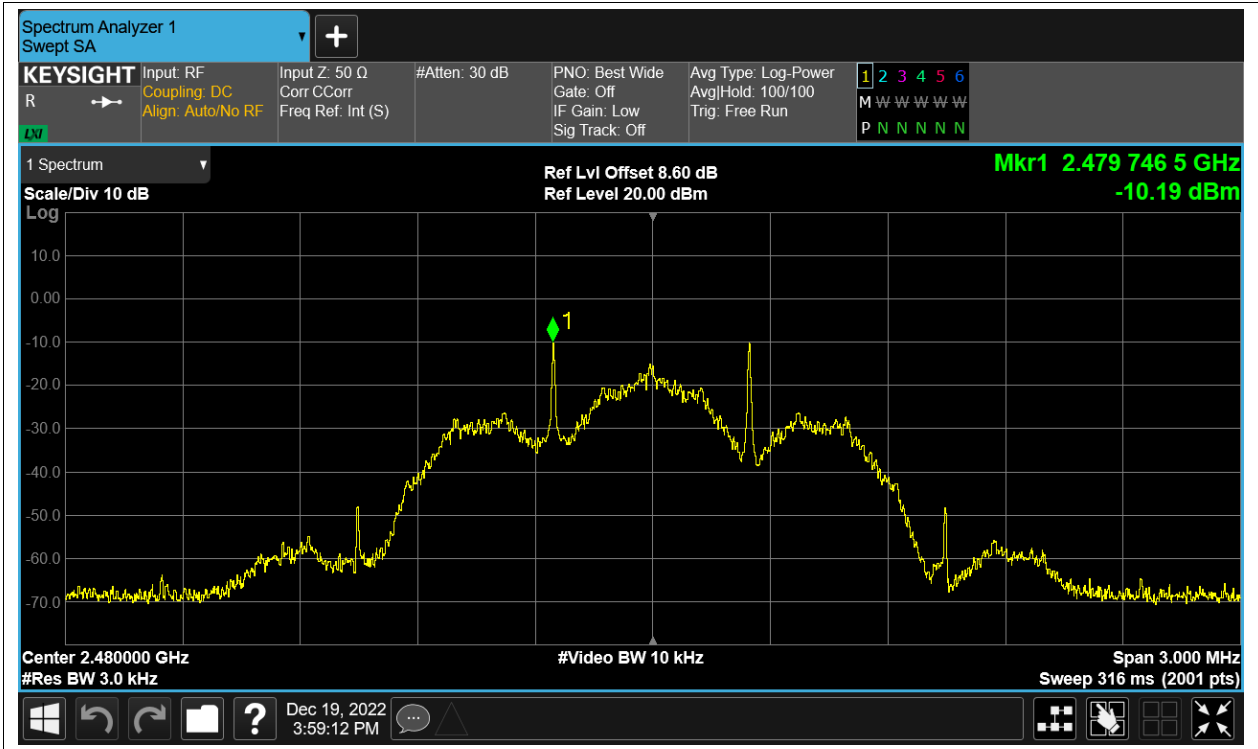 Spectrum Analyzer 1
Swept SA
KEYSIGHT
R
LXI
Input: RF
Coupling: DC
Align: Auto/No RF
Input Z: 50 Ω
Corr CCorr
Freq Ref: Int (S)
#Atten: 30 dB
PNO: Best Wide
Gate: Off
IF Gain: Low
Sig Track: Off
Avg Type: Log-Power
Avg|Hold: 100/100
Trig: Free Run
1 2 3 4 5 6
M W W W W W
P N N N N N
1 Spectrum
Scale/Div 10 dB
Log
Ref Lvl Offset 8.60 dB
Ref Level 20.00 dBm
Mkr1 2.479 746 5 GHz
-10.19 dBm
10.0
0.00
-10.0
-20.0
-30.0
-40.0
-50.0
-60.0
-70.0
1
Center 2.480000 GHz
#Res BW 3.0 kHz
#Video BW 10 kHz
Span 3.000 MHz
Sweep 316 ms (2001 pts)
?
Dec 19, 2022
3:59:12 PM